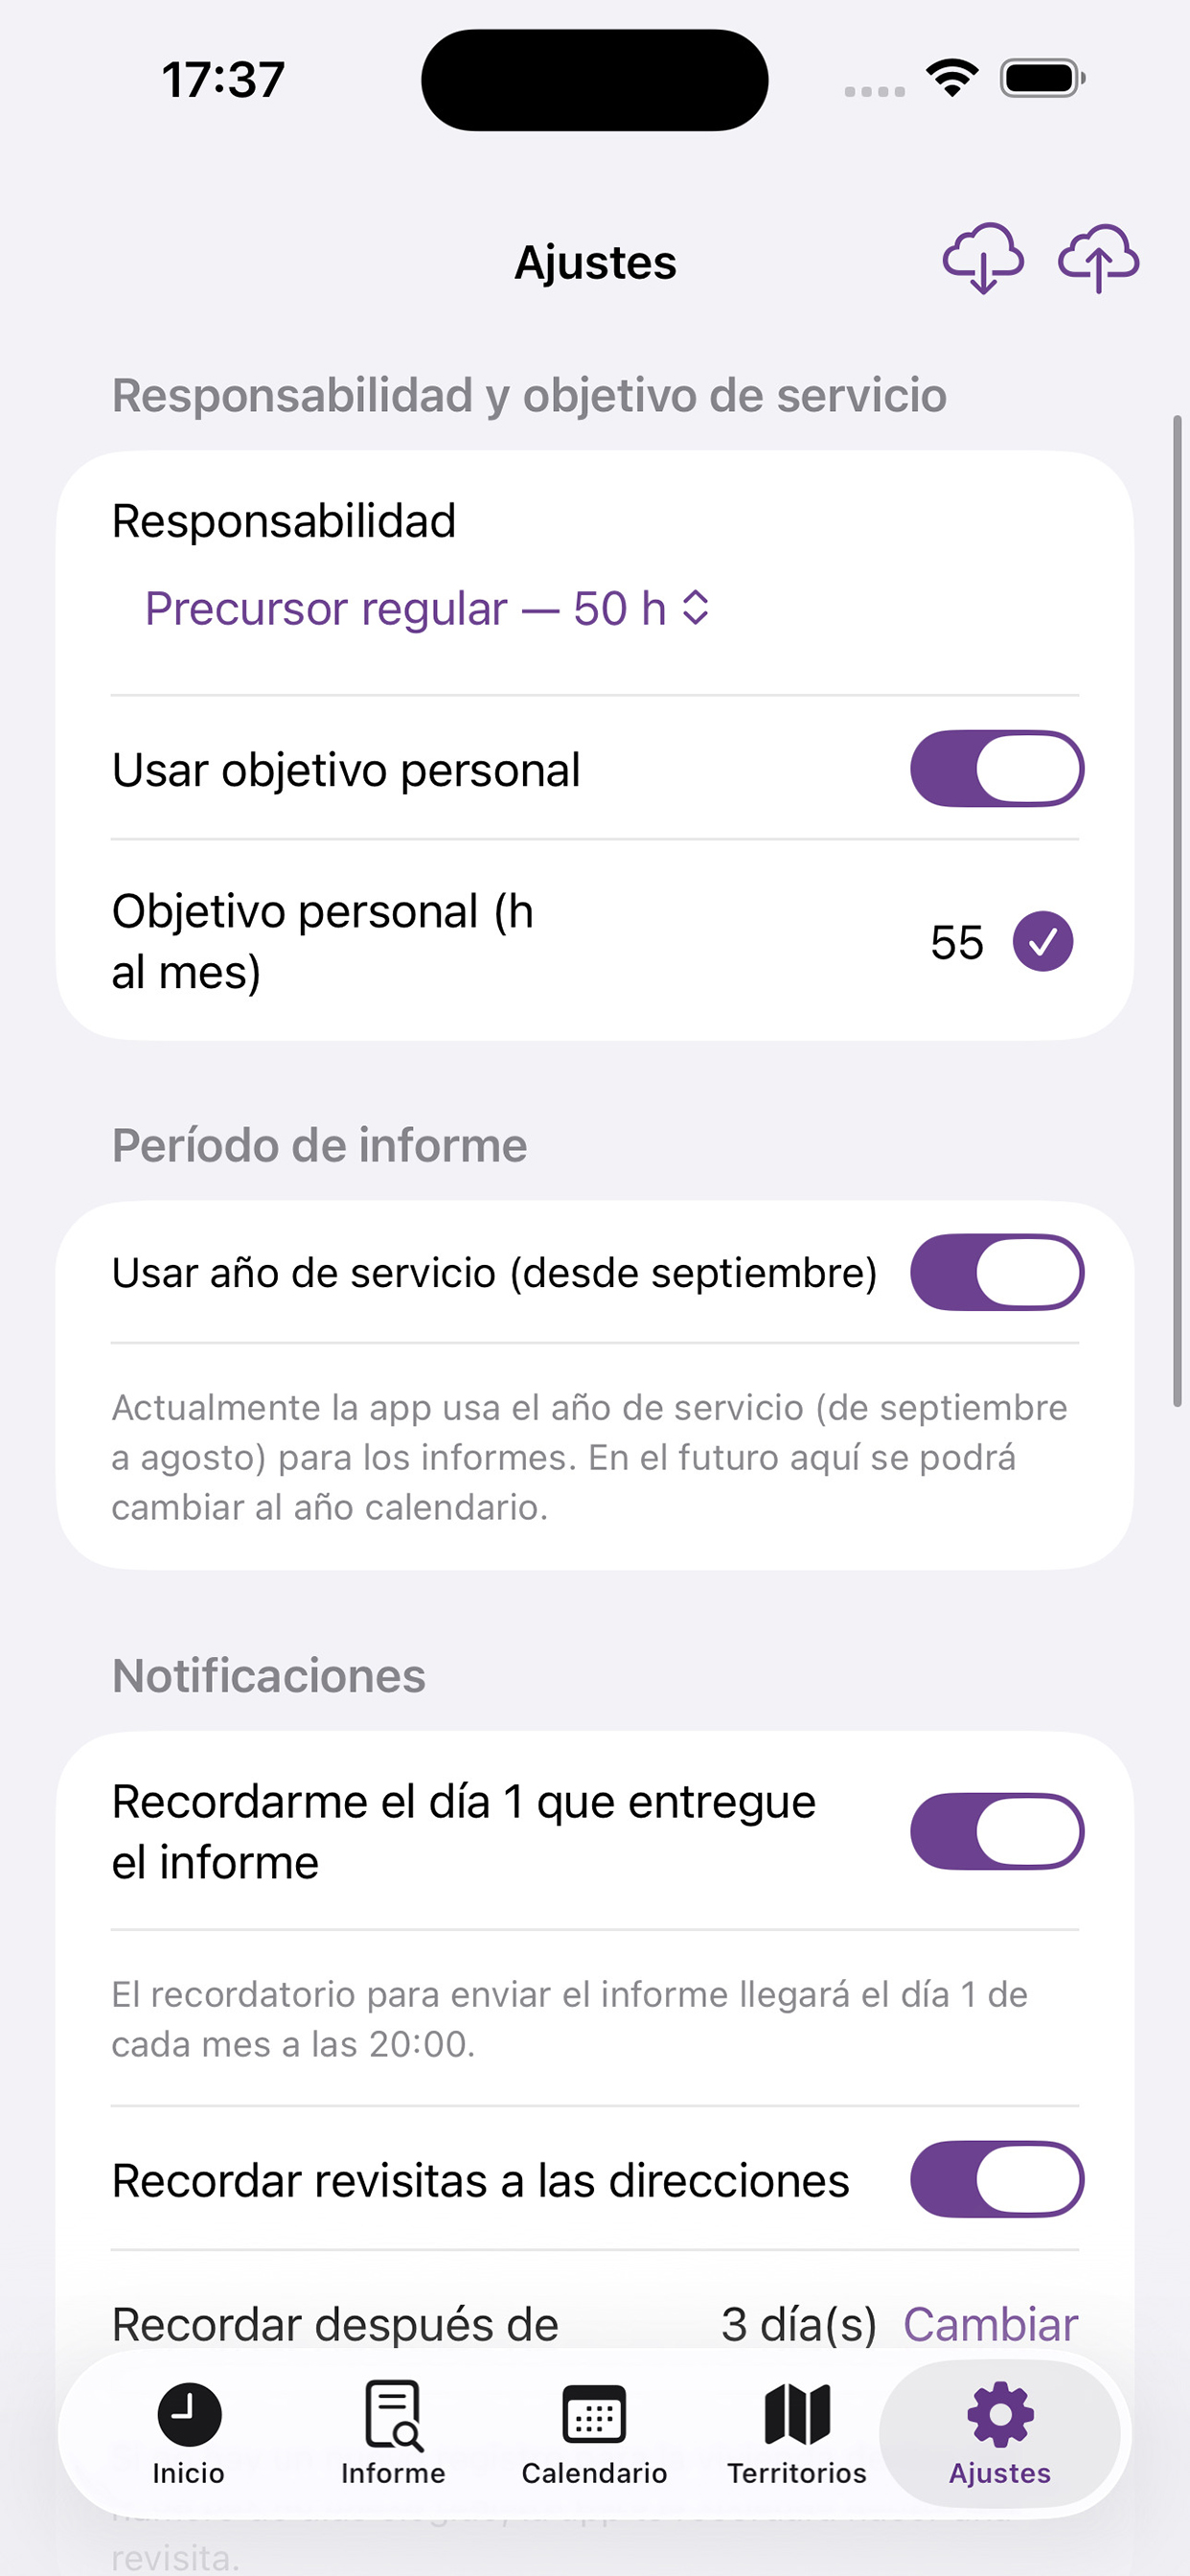 17:37
Ajustes
Responsabilidad y objetivo de servicio
Responsabilidad
Precursor regular — 50 h
Usar objetivo personal
Objetivo personal (h
al mes)
55
Período de informe
Usar año de servicio (desde septiembre)
Actualmente la app usa el año de servicio (de septiembre
a agosto) para los informes. En el futuro aquí se podrá
cambiar al año calendario.
Notificaciones
Recordarme el día 1 que entregue
el informe
El recordatorio para enviar el informe llegará el día 1 de
cada mes a las 20:00.
Recordar revisitas a las direcciones
Recordar después de 3 día(s) Cambiar
Inicio Informe Calendario Territorios Ajustes
revisita.